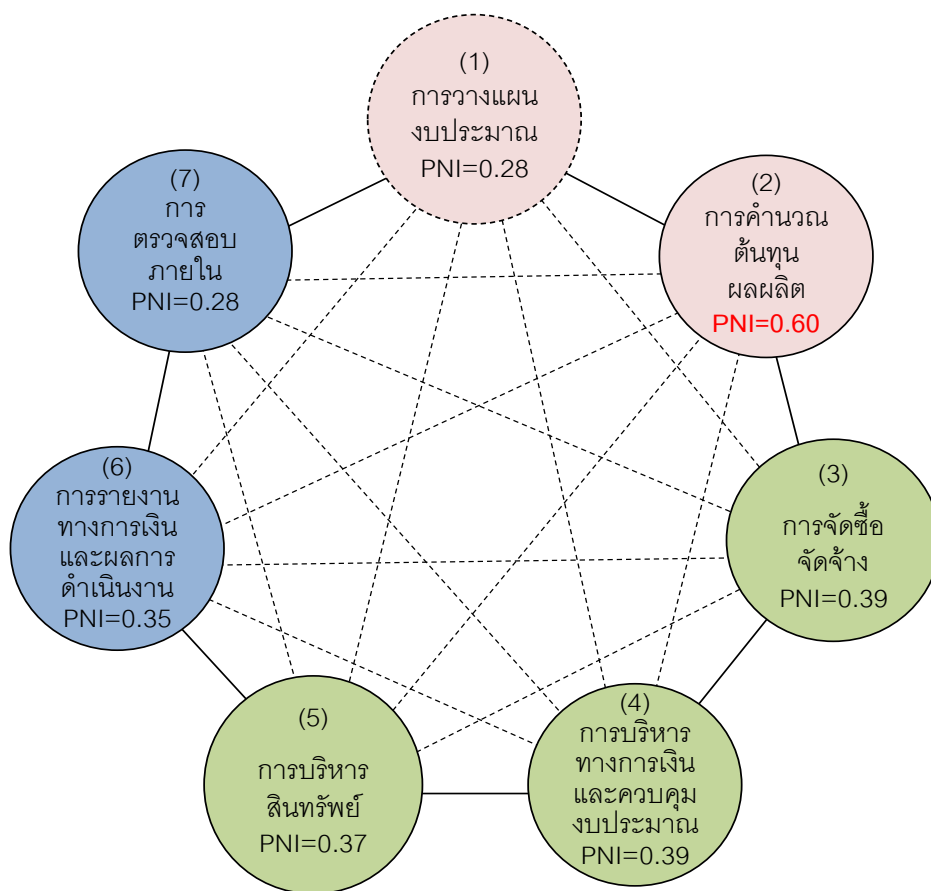 (1)
การวางแผน
งบประมาณ
PNI=0.28
(2)
การคำนวณ
ต้นทุน
ผลผลิต
PNI=0.60
(3)
การจัดซื้อ
จัดจ้าง
PNI=0.39
(4)
การบริหาร
ทางการเงิน
และควบคุม
งบประมาณ
PNI=0.39
(5)
การบริหาร
สินทรัพย์
PNI=0.37
(6)
การรายงาน
ทางการเงิน
และผลการ
ดำเนินงาน
PNI=0.35
(7)
การ
ตรวจสอบ
ภายใน
PNI=0.28